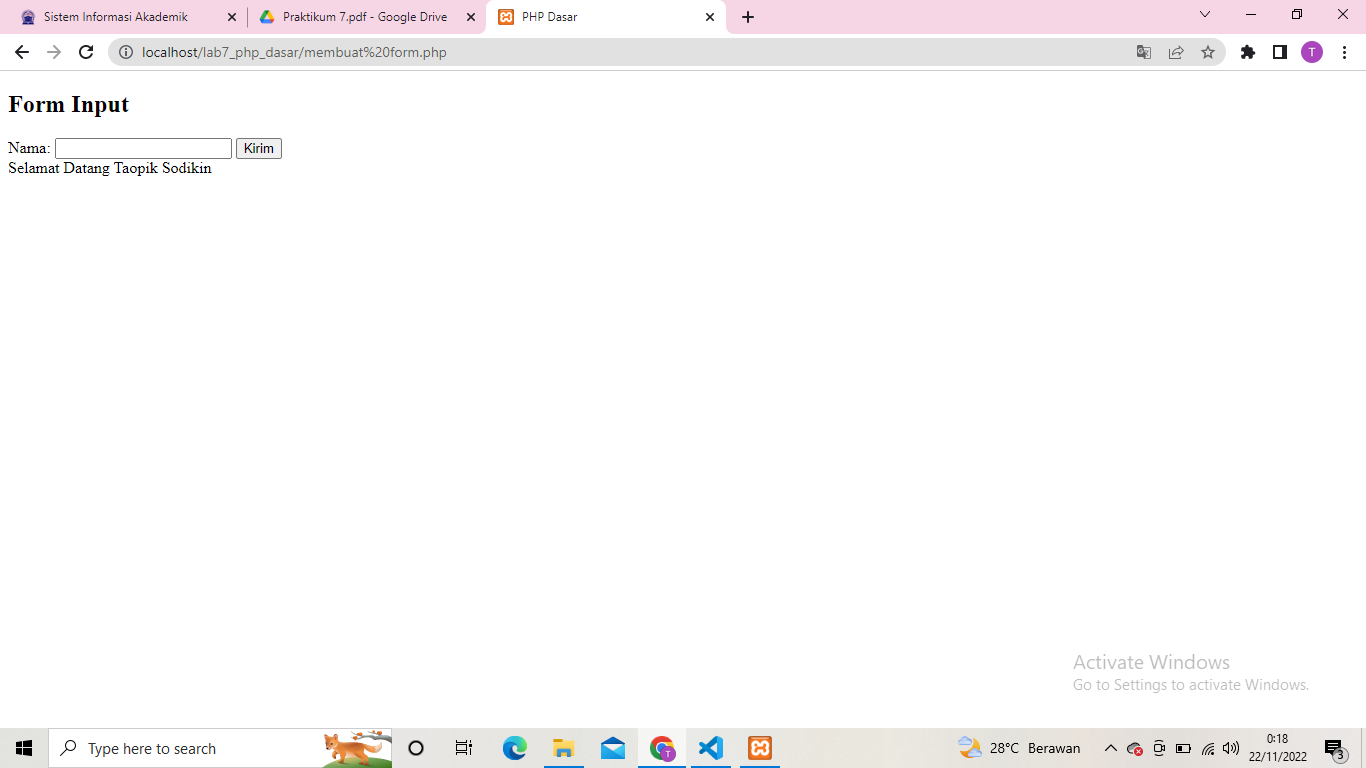 Sistem Informasi Akademik
Praktikum 7.pdf - Google Drive
PHP Dasar
localhost/lab7_php_dasar/membuat%20form.php
T
Form Input
Nama:
Kirim
Selamat Datang Taopik Sodikin
Activate Windows
Go to Settings to activate Windows.
Type here to search
T
28°C Berawan
0:18
22/11/2022
3